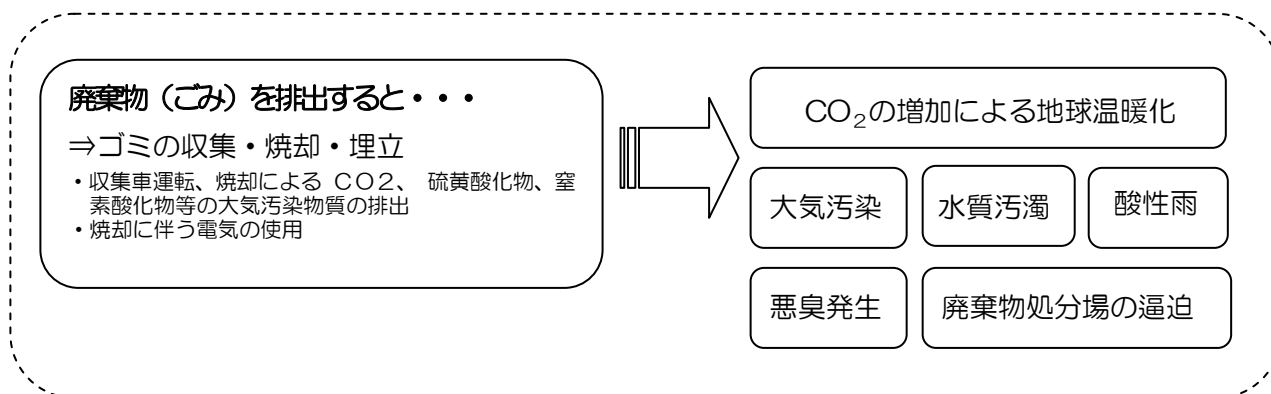 廃棄物（ごみ）を排出すると・・・
⇒ゴミの収集・焼却・埋立
・収集車運転、焼却による CO2、 硫黄酸化物、窒
素酸化物等の大気汚染物質の排出
・焼却に伴う電気の使用
CO₂の増加による地球温暖化
大気汚染
水質汚濁
酸性雨
悪臭発生
廃棄物処分場の逼迫